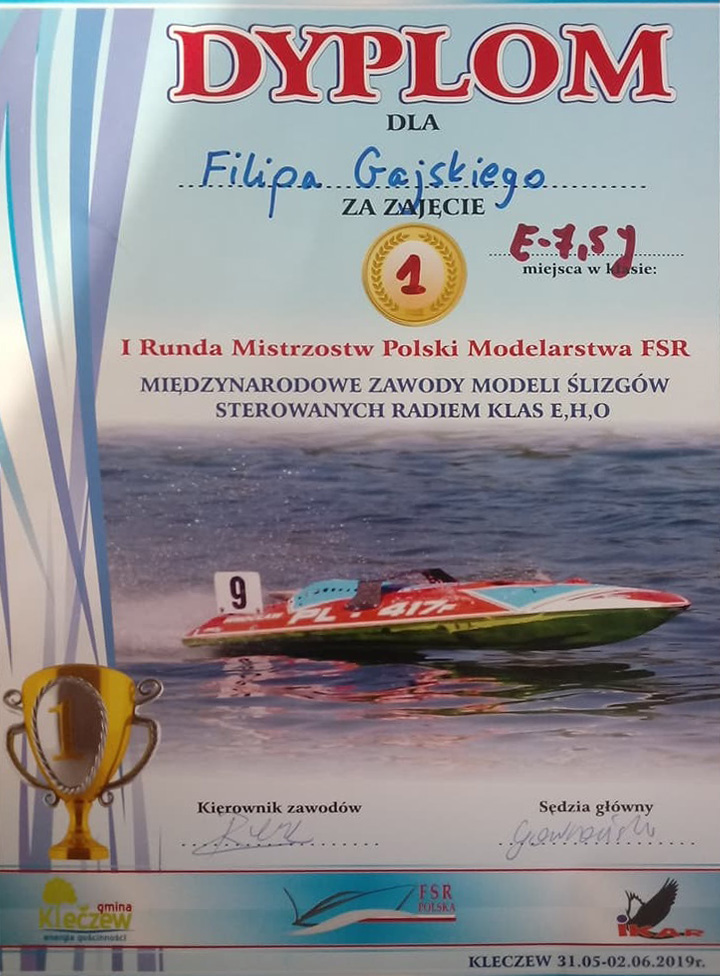 DYPLOM
DLA
Filipa Gajskiego
ZA ZAJĘCIE
E-7,5 J
1
miejsca w klasie:
I Runda Mistrzostw Polski Modelarstwa FSR
MIĘDZYNARODOWE ZAWODY MODELI ŚLIZGÓW
STEROWANYCH RADIEM KLAS E,H,O
9
PL - 417
1
Kierownik zawodów
Sędzia główny
gmina
Kleczew
energia gościnności
FSR
POLSKA
iKAR
KLECZEW 31.05-02.06.2019r.